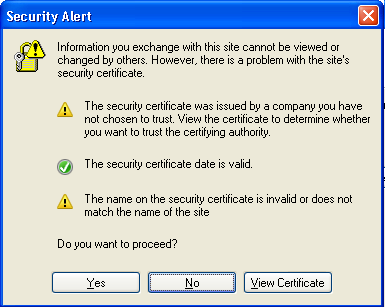 Security Alert
Information you exchange with this site cannot be viewed or
changed by others. However, there is a problem with the site's
security certificate.
The security certificate was issued by a company you have
not chosen to trust. View the certificate to determine whether
you want to trust the certifying authority.
The security certificate date is valid.
The name on the security certificate is invalid or does not
match the name of the site
Do you want to proceed?
Yes No View Certificate